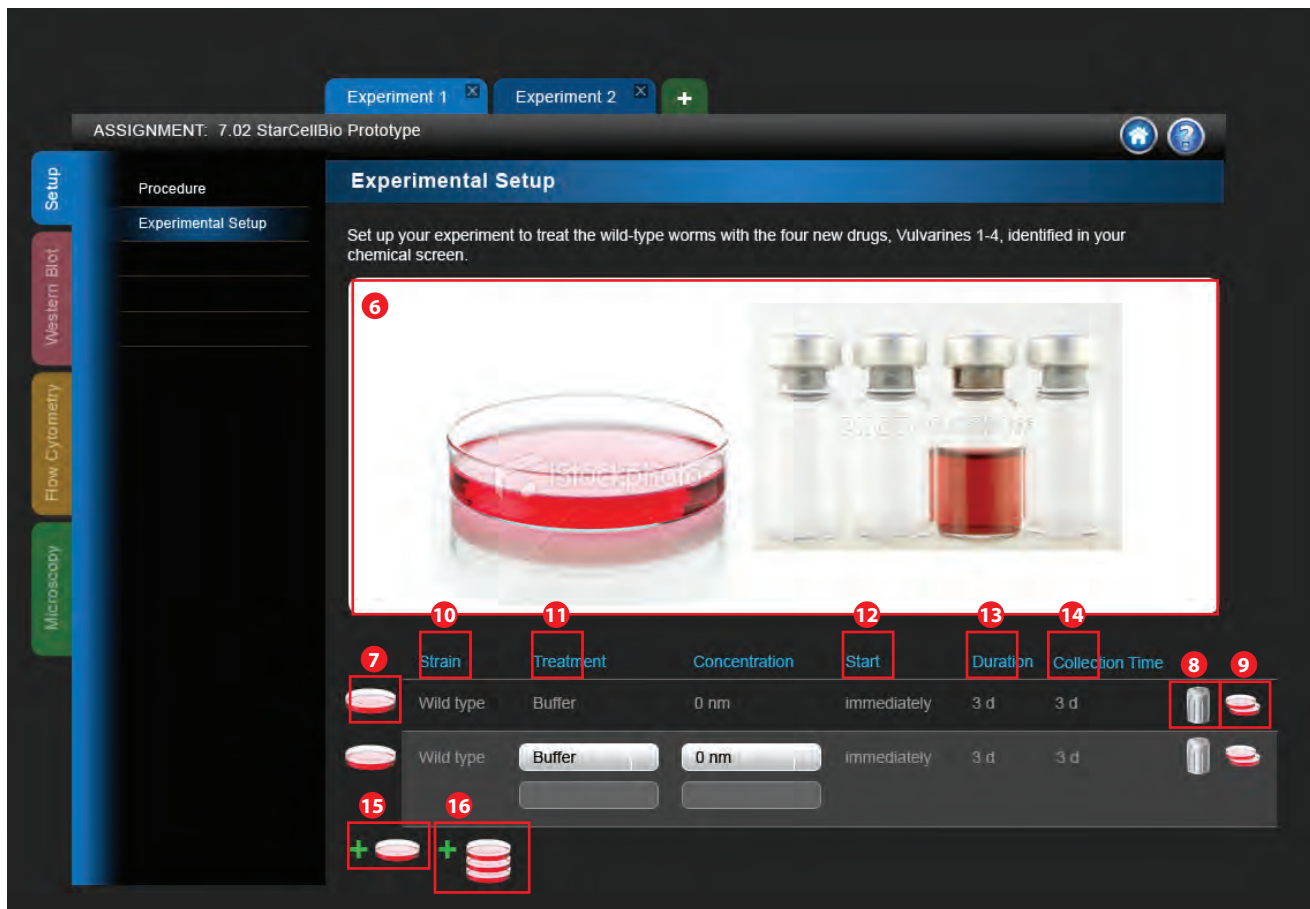 Experiment 1
Experiment 2
+
ASSIGNMENT: 7.02 StarCellBio Prototype
?
Setup
Western Blot
Flow Cytometry
Microscopy
Procedure
Experimental Setup
Experimental Setup
Set up your experiment to treat the wild-type worms with the four new drugs, Vulvarines 1-4, identified in your
chemical screen.
6
iStockphoto
10 11 12 13 14
7 Strain Treatment Concentration Start Duration Collection Time 8 9
Wild type Buffer 0 nm immediately 3 d 3 d
Wild type Buffer 0 nm immediately 3 d 3 d
15 16
+ +